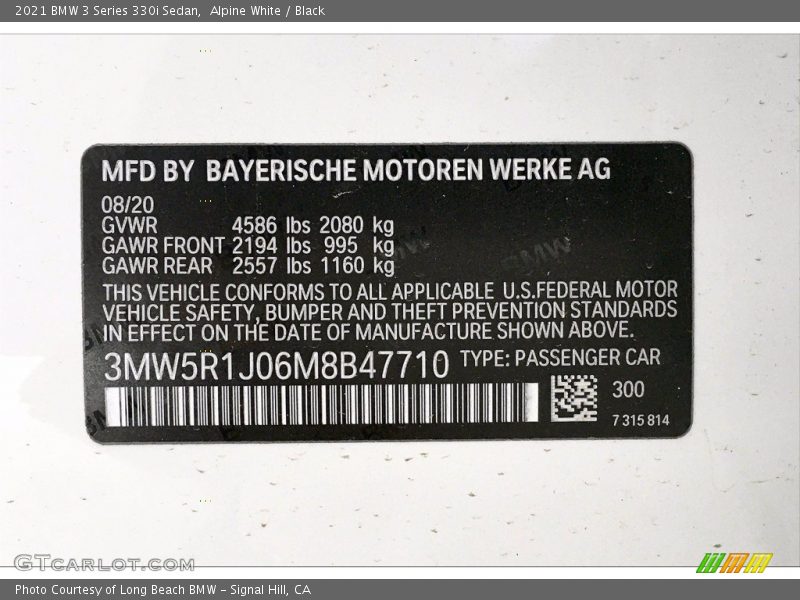 2021 BMW 3 Series 330i Sedan,  Alpine White / Black
MFD BY BAYERISCHE MOTOREN WERKE AG
08/20
GVWR 4586 lbs 2080 kg
GAWR FRONT 2194 lbs 995 kg
GAWR REAR 2557 lbs 1160 kg
THIS VEHICLE CONFORMS TO ALL APPLICABLE U.S.FEDERAL MOTOR
VEHICLE SAFETY, BUMPER AND THEFT PREVENTION STANDARDS
IN EFFECT ON THE DATE OF MANUFACTURE SHOWN ABOVE.
3MW5R1J06M8B47710 TYPE: PASSENGER CAR
300
7 315 814
GTCARLOT.COM
Photo Courtesy of Long Beach BMW – Signal Hill, CA